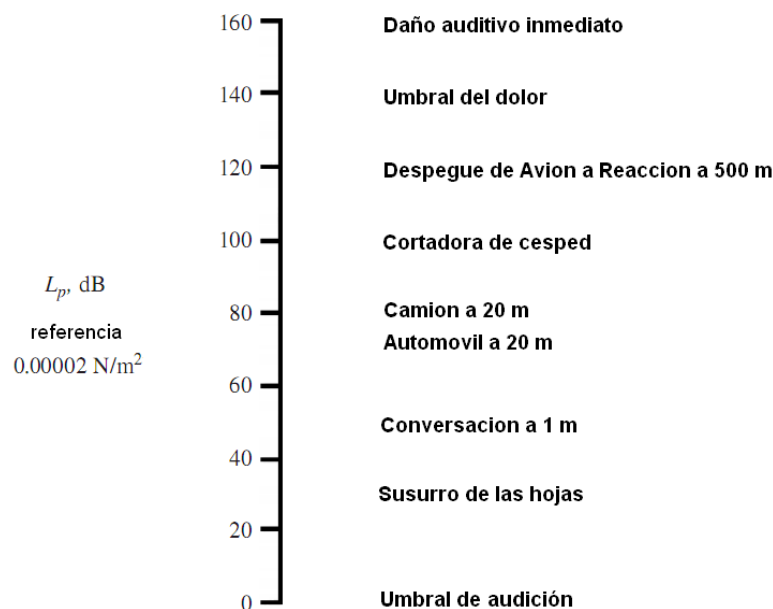 160 Daño auditivo inmediato
140 Umbral del dolor
120 Despegue de Avion a Reaccion a 500 m
100 Cortadora de cesped
Lp, dB
referencia
0.00002 N/m²
80 Camion a 20 m
Automovil a 20 m
60
Conversacion a 1 m
40
Susurro de las hojas
20
0 Umbral de audición